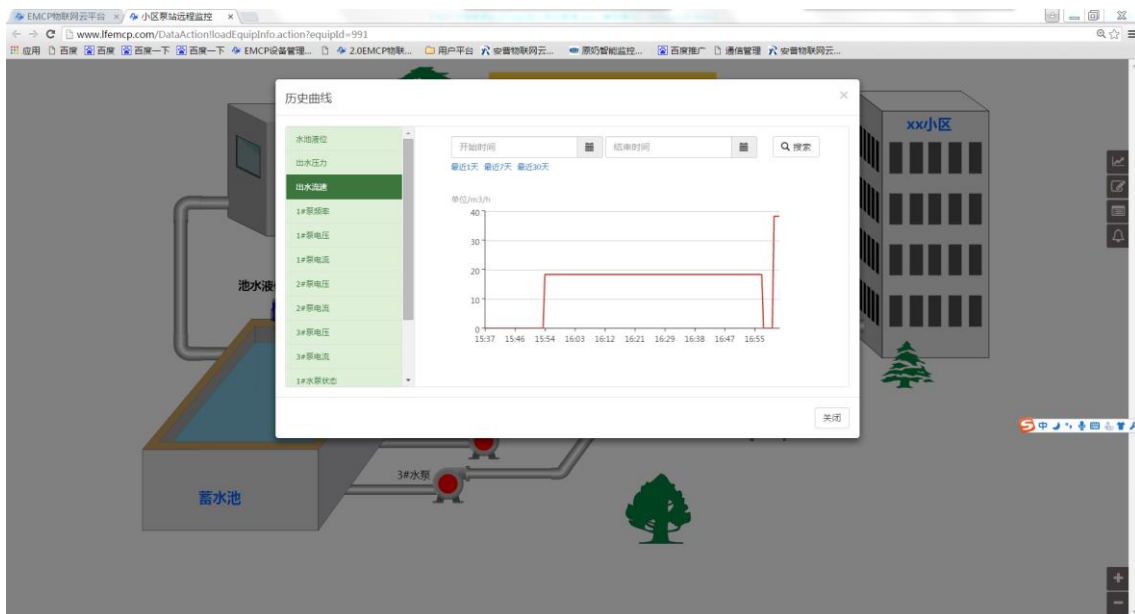 EMCP物联网云平台
小区泵站远程监控
www.lfemcp.com/DataAction!loadEquipInfo.action?equipId=991
应用 百度 百度 百度一下 百度一下 EMCP设备管理... 2.0EMCP物联... 用户平台 安普物联网云... 原奶智能监控... 百度推广 通信管理 安普物联网云...
历史曲线
×
水池液位
出水压力
出水流速
1#泵频率
1#泵电压
1#泵电流
2#泵电压
2#泵电流
3#泵电压
3#泵电流
1#水泵状态
开始时间
结束时间
搜索
最近1天 最近7天 最近30天
单位/m3/h
40
30
20
10
0
15:37 15:46 15:54 16:03 16:12 16:21 16:29 16:38 16:47 16:55
关闭
xx小区
池水液
3#水泵
蓄水池
中